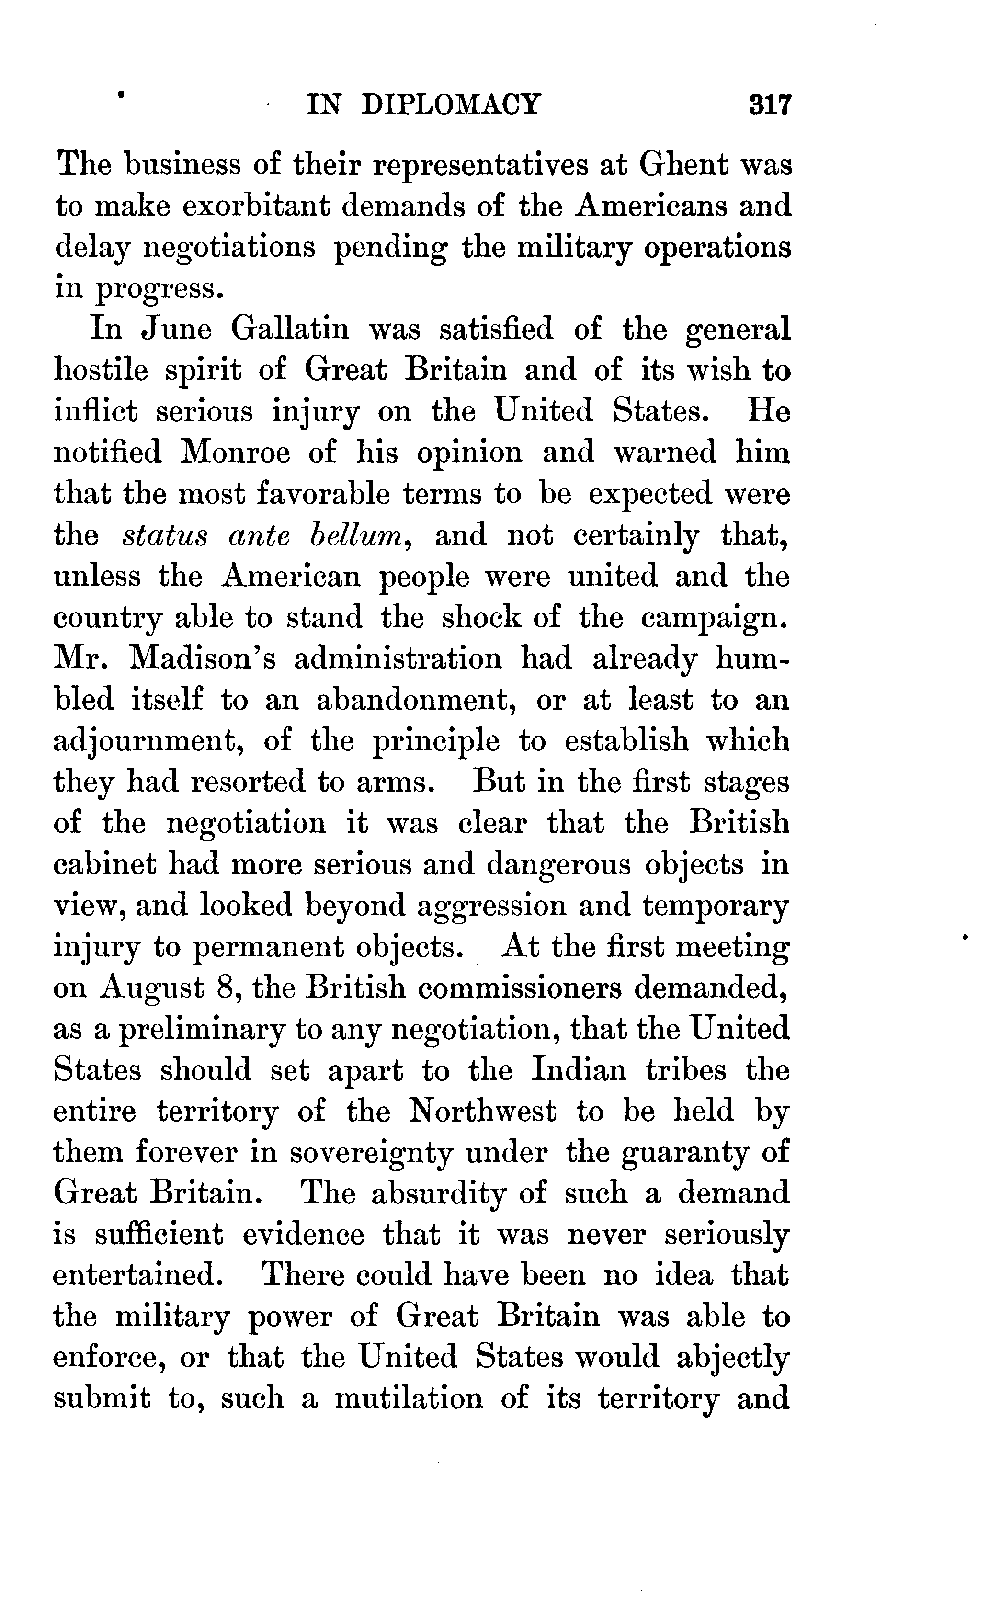 IN DIPLOMACY 317
The business of their representatives at Ghent was
to make exorbitant demands of the Americans and
delay negotiations pending the military operations
in progress.
In June Gallatin was satisfied of the general
hostile spirit of Great Britain and of its wish to
inflict serious injury on the United States. He
notified Monroe of his opinion and warned him
that the most favorable terms to be expected were
the status ante bellum, and not certainly that,
unless the American people were united and the
country able to stand the shock of the campaign.
Mr. Madison's administration had already hum-
bled itself to an abandonment, or at least to an
adjournment, of the principle to establish which
they had resorted to arms. But in the first stages
of the negotiation it was clear that the British
cabinet had more serious and dangerous objects in
view, and looked beyond aggression and temporary
injury to permanent objects. At the first meeting
on August 8, the British commissioners demanded,
as a preliminary to any negotiation, that the United
States should set apart to the Indian tribes the
entire territory of the Northwest to be held by
them forever in sovereignty under the guaranty of
Great Britain. The absurdity of such a demand
is sufficient evidence that it was never seriously
entertained. There could have been no idea that
the military power of Great Britain was able to
enforce, or that the United States would abjectly
submit to, such a mutilation of its territory and